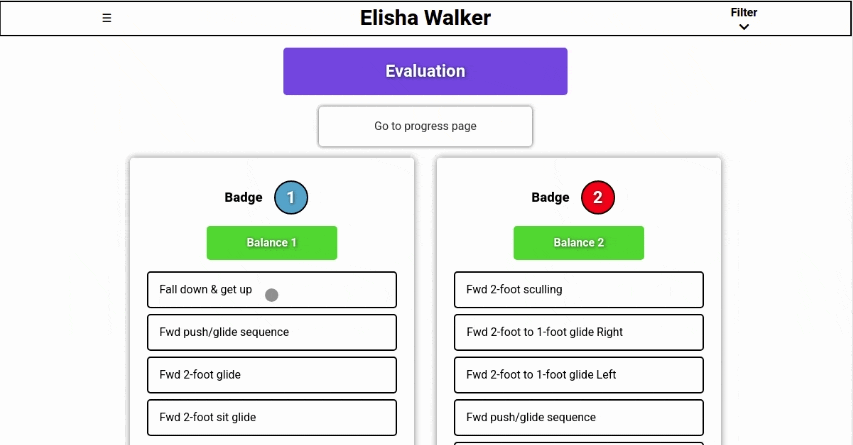 ☰ Elisha Walker Filter
Evaluation
Go to progress page
Badge 1
Balance 1
Fall down & get up
Fwd push/glide sequence
Fwd 2-foot glide
Fwd 2-foot sit glide
Badge 2
Balance 2
Fwd 2-foot sculling
Fwd 2-foot to 1-foot glide Right
Fwd 2-foot to 1-foot glide Left
Fwd push/glide sequence